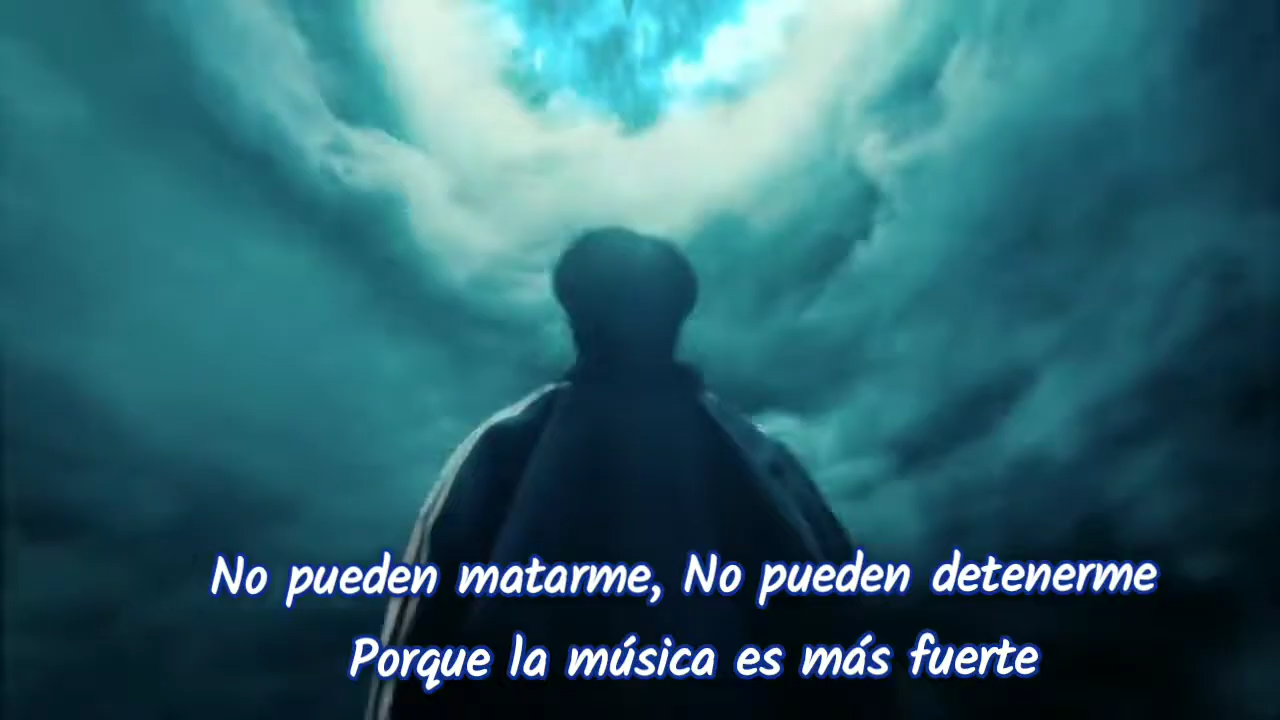 No pueden matarme, No pueden detenerme
Porque la música es más fuerte